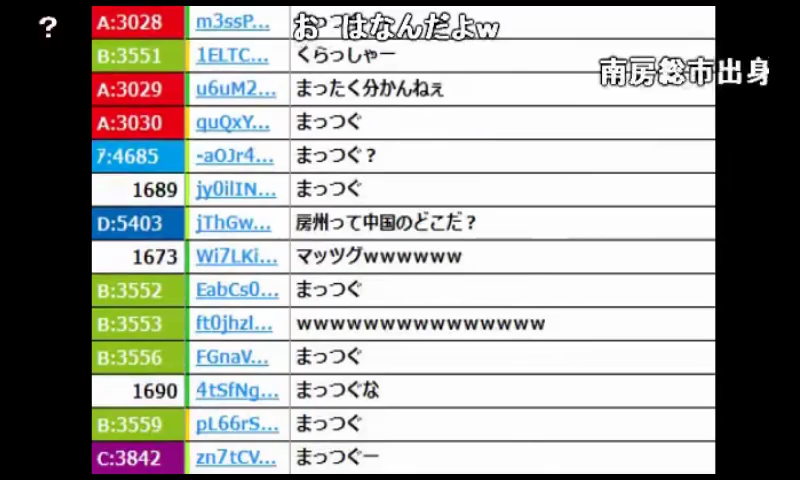 ?
A:3028 m3ssP... おっ はなんだよw
B:3551 1ELTC... くらっしゃー
南房総市出身
A:3029 u6uM2... まったく分かんねぇ
A:3030 quQxY... まっつぐ
7:4685 -aOJr4... まっつぐ？
1689 jy0ilIN... まっつぐ
D:5403 jThGw... 房州って中国のどこだ？
1673 Wi7LKi... マッツグwwwwww
B:3552 EabCs0... まっつぐ
B:3553 ft0jhzl... wwwwwwwwwwwwwww
B:3556 FGnaV... まっつぐ
1690 4tSfNg... まっつぐな
B:3559 pL66rS... まっつぐ
C:3842 zn7tCV... まっつぐー